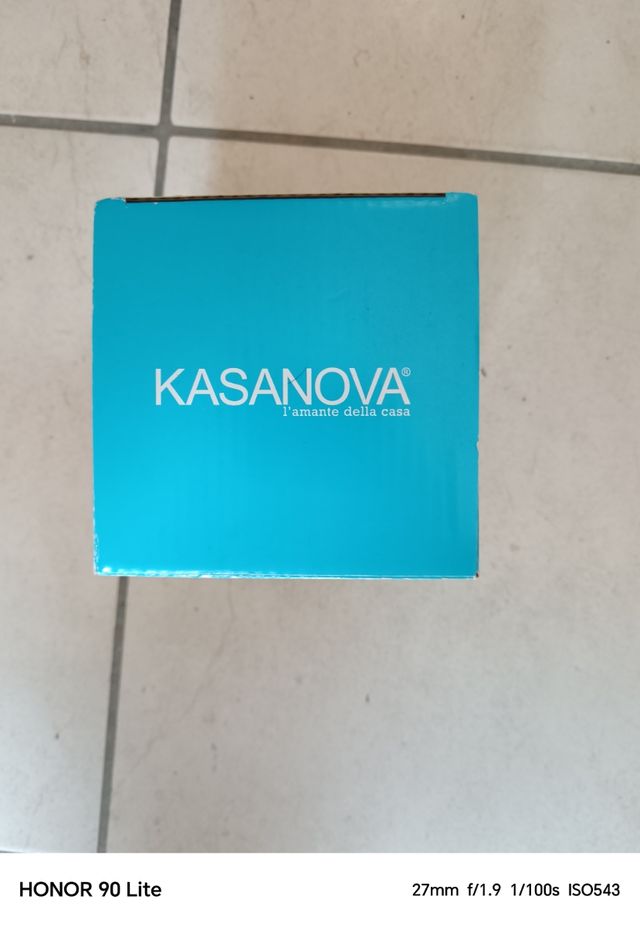 KASANOVA®
l'amante della casa
HONOR 90 Lite
27mm f/1.9 1/100s ISO543